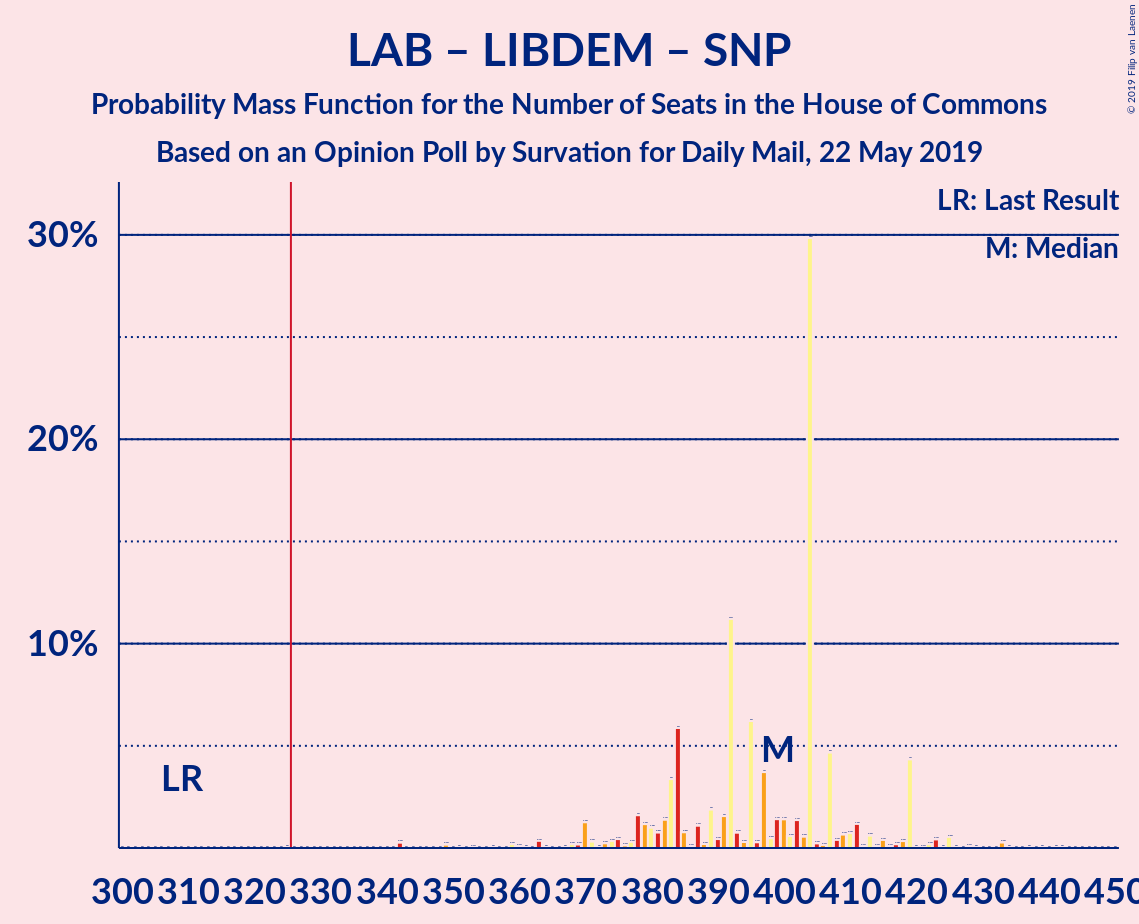 LAB – LIBDEM – SNP
Probability Mass Function for the Number of Seats in the House of Commons
Based on an Opinion Poll by Survation for Daily Mail, 22 May 2019
© 2019 Filip van Laenen
LR: Last Result
M: Median
30%
20%
10%
M
LR
300 310 320 330 340 350 360 370 380 390 400 410 420 430 440 450